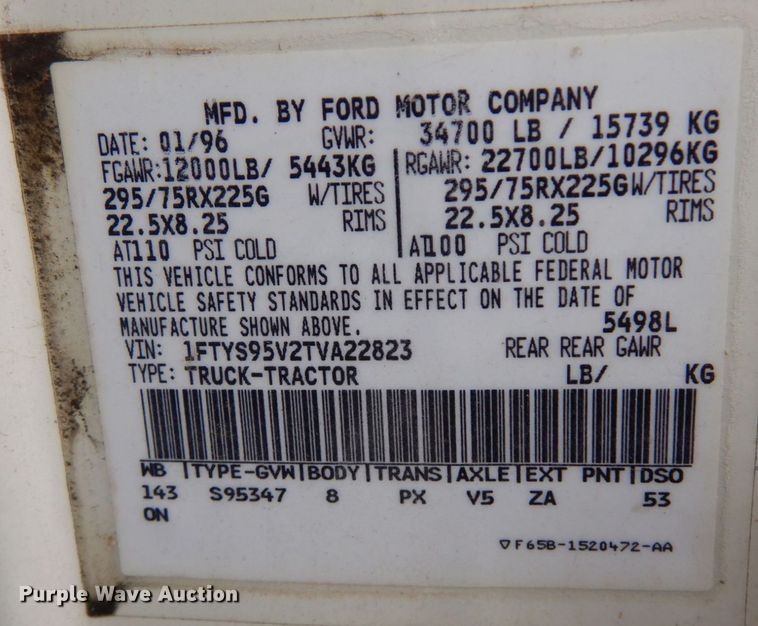 MFD. BY FORD MOTOR COMPANY
DATE: 01/96 GVWR: 34700 LB / 15739 KG
FGAWR:12000LB/ 5443KG RGAWR: 22700LB/10296KG
295/75RX225G W/TIRES 295/75RX225G W/TIRES
22.5X8.25 RIMS 22.5X8.25 RIMS
AT110 PSI COLD AT100 PSI COLD
THIS VEHICLE CONFORMS TO ALL APPLICABLE FEDERAL MOTOR
VEHICLE SAFETY STANDARDS IN EFFECT ON THE DATE OF
MANUFACTURE SHOWN ABOVE. 5498L
VIN: 1FTYS95V2TVA22823 REAR REAR GAWR
TYPE: TRUCK-TRACTOR LB/ KG
WB TYPE-GVW BODY TRANS AXLE EXT PNT DSO
143 S95347 8 PX V5 ZA 53
ON
F65B-1520472-AA
Purple Wave Auction